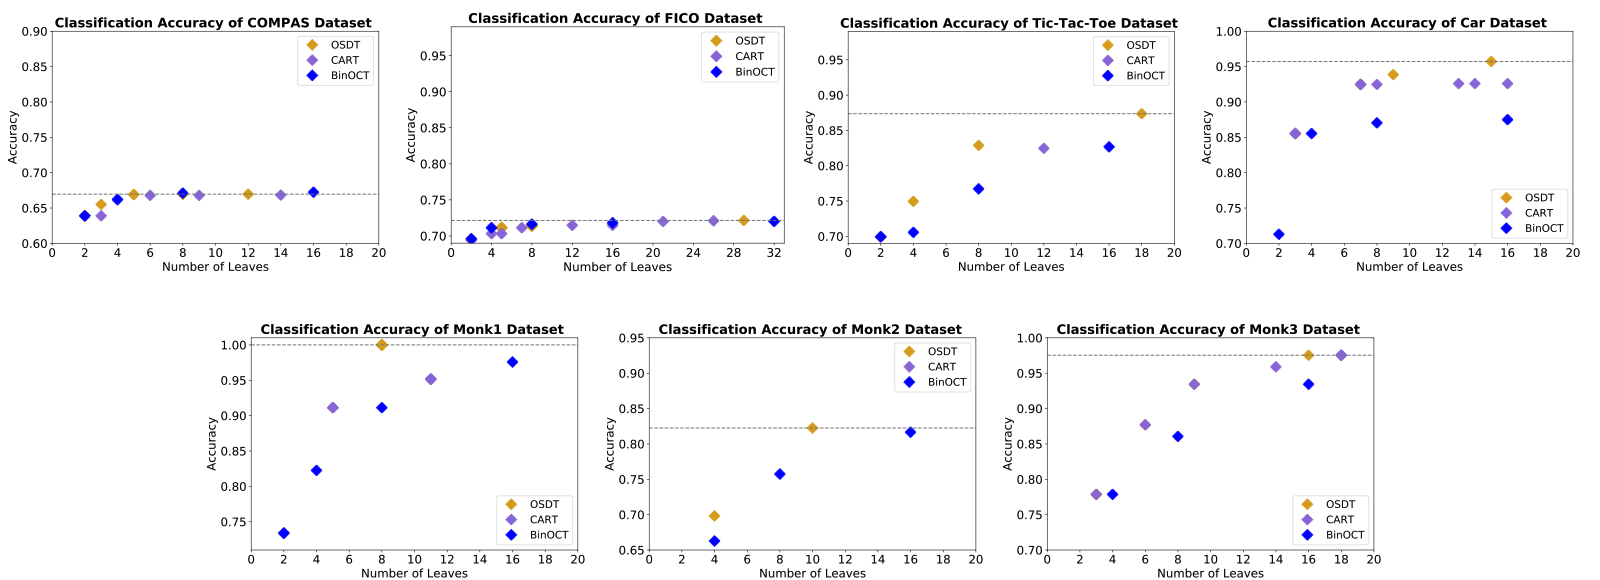 Classification Accuracy of COMPAS Dataset
0.90
0.85
0.80
0.75
0.70
0.65
0.60
Accuracy
0 2 4 6 8 10 12 14 16 18 20
Number of Leaves
OSDT
CART
BinOCT
Classification Accuracy of FICO Dataset
0.95
0.90
0.85
0.80
0.75
0.70
Accuracy
0 4 8 12 16 20 24 28 32
Number of Leaves
OSDT
CART
BinOCT
Classification Accuracy of Tic-Tac-Toe Dataset
0.95
0.90
0.85
0.80
0.75
0.70
Accuracy
0 2 4 6 8 10 12 14 16 18 20
Number of Leaves
OSDT
CART
BinOCT
Classification Accuracy of Car Dataset
1.00
0.95
0.90
0.85
0.80
0.75
0.70
Accuracy
0 2 4 6 8 10 12 14 16 18 20
Number of Leaves
OSDT
CART
BinOCT
Classification Accuracy of Monk1 Dataset
1.00
0.95
0.90
0.85
0.80
0.75
Accuracy
0 2 4 6 8 10 12 14 16 18 20
Number of Leaves
OSDT
CART
BinOCT
Classification Accuracy of Monk2 Dataset
0.95
0.90
0.85
0.80
0.75
0.70
0.65
Accuracy
0 2 4 6 8 10 12 14 16 18 20
Number of Leaves
OSDT
CART
BinOCT
Classification Accuracy of Monk3 Dataset
1.00
0.95
0.90
0.85
0.80
0.75
0.70
Accuracy
0 2 4 6 8 10 12 14 16 18 20
Number of Leaves
OSDT
CART
BinOCT